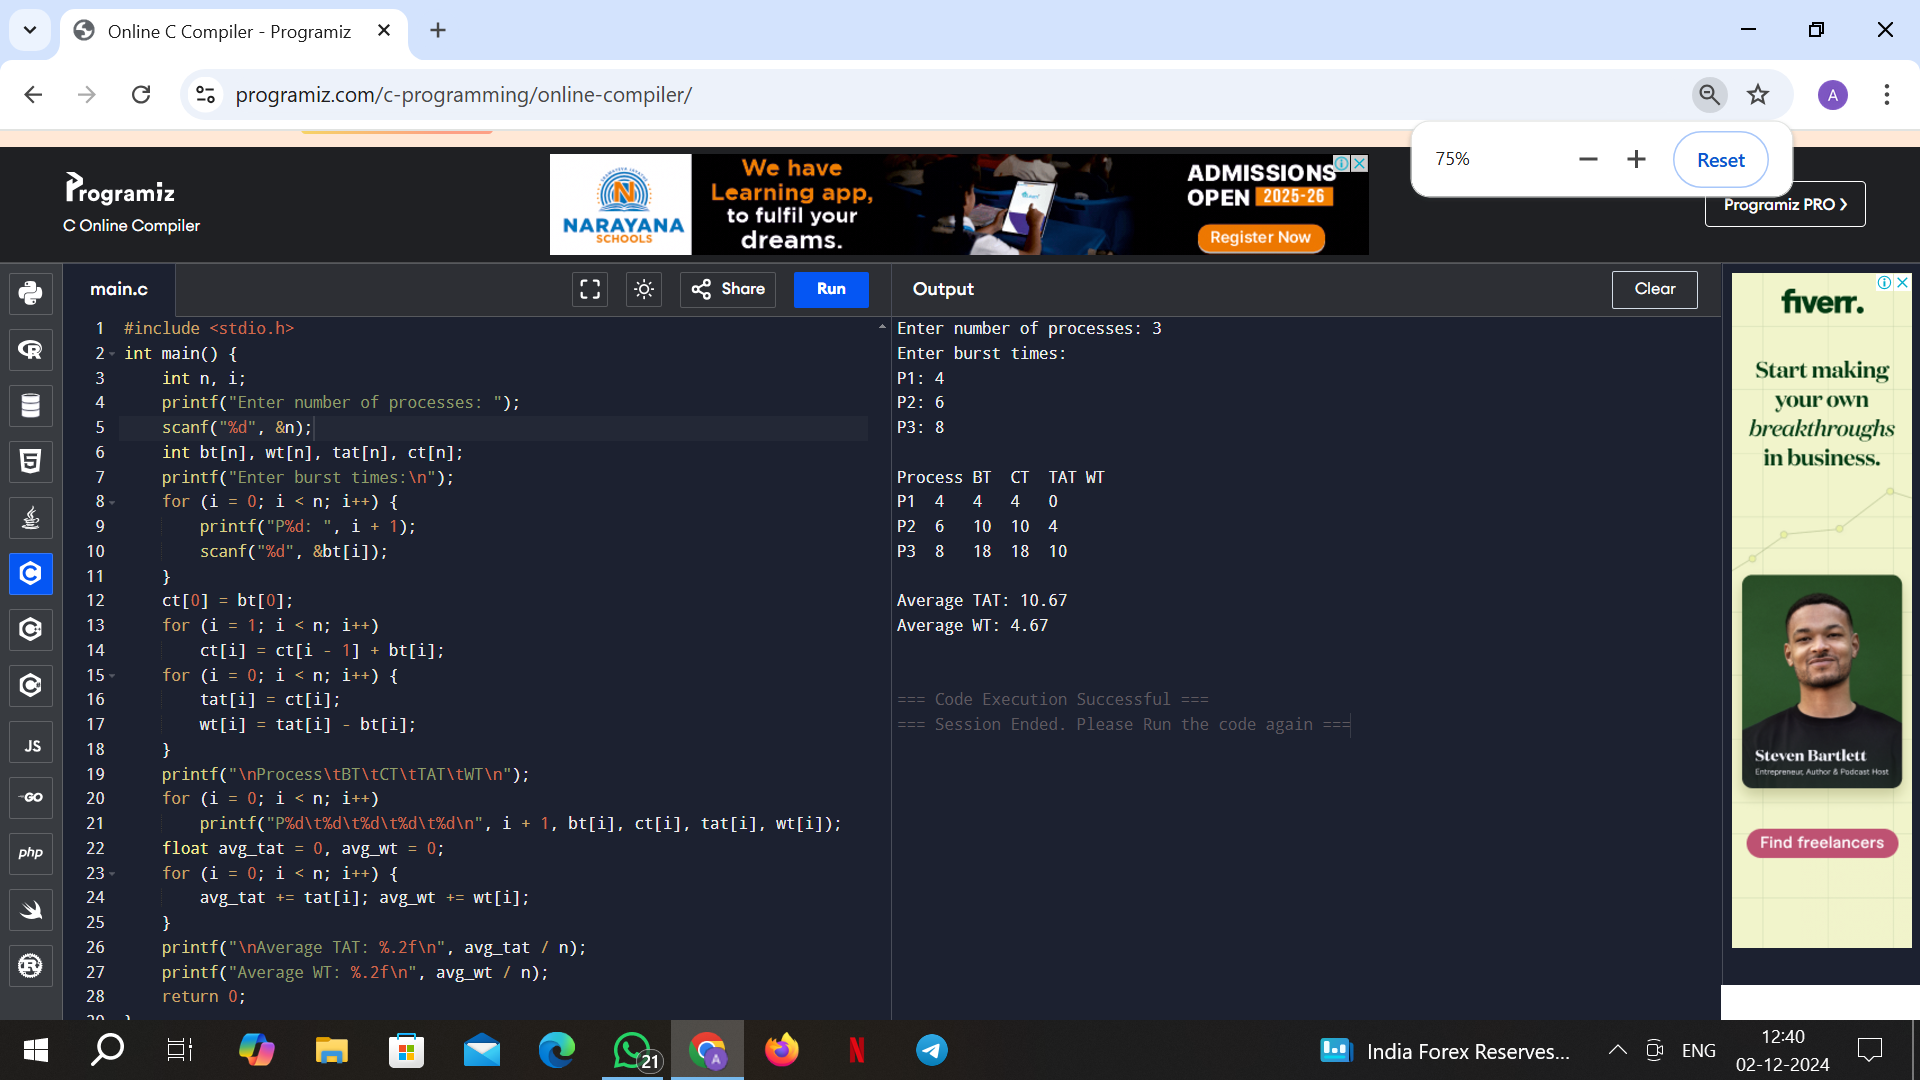 Online C Compiler - Programiz
programiz.com/c-programming/online-compiler/
A
75%
Reset
Programiz
C Online Compiler
NARAYANA
SCHOOLS
We have
Learning app,
to fulfil your
dreams.
ADMISSIONS
OPEN 2025-26
Register Now
Programiz PRO
main.c
Share
Run
Output
Clear
1 #include <stdio.h>
2 int main() {
3     int n, i;
4     printf("Enter number of processes: ");
5     scanf("%d", &n);
6     int bt[n], wt[n], tat[n], ct[n];
7     printf("Enter burst times:\n");
8     for (i = 0; i < n; i++) {
9         printf("P%d: ", i + 1);
10         scanf("%d", &bt[i]);
11     }
12     ct[0] = bt[0];
13     for (i = 1; i < n; i++)
14         ct[i] = ct[i - 1] + bt[i];
15     for (i = 0; i < n; i++) {
16         tat[i] = ct[i];
17         wt[i] = tat[i] - bt[i];
18     }
19     printf("\nProcess\tBT\tCT\tTAT\tWT\n");
20     for (i = 0; i < n; i++)
21         printf("P%d\t%d\t%d\t%d\t%d\n", i + 1, bt[i], ct[i], tat[i], wt[i]);
22     float avg_tat = 0, avg_wt = 0;
23     for (i = 0; i < n; i++) {
24         avg_tat += tat[i]; avg_wt += wt[i];
25     }
26     printf("\nAverage TAT: %.2f\n", avg_tat / n);
27     printf("Average WT: %.2f\n", avg_wt / n);
28     return 0;
Enter number of processes: 3
Enter burst times:
P1: 4
P2: 6
P3: 8
Process BT  CT  TAT WT
P1  4   4   4   0
P2  6   10  10  4
P3  8   18  18  10
Average TAT: 10.67
Average WT: 4.67
=== Code Execution Successful ===
=== Session Ended. Please Run the code again ===
JS
GO
php
fiverr.
Start making
your own
breakthroughs
in business.
Steven Bartlett
Entrepreneur, Author & Podcast Host
Find freelancers
21
A
N
India Forex Reserves...
ENG
12:40
02-12-2024